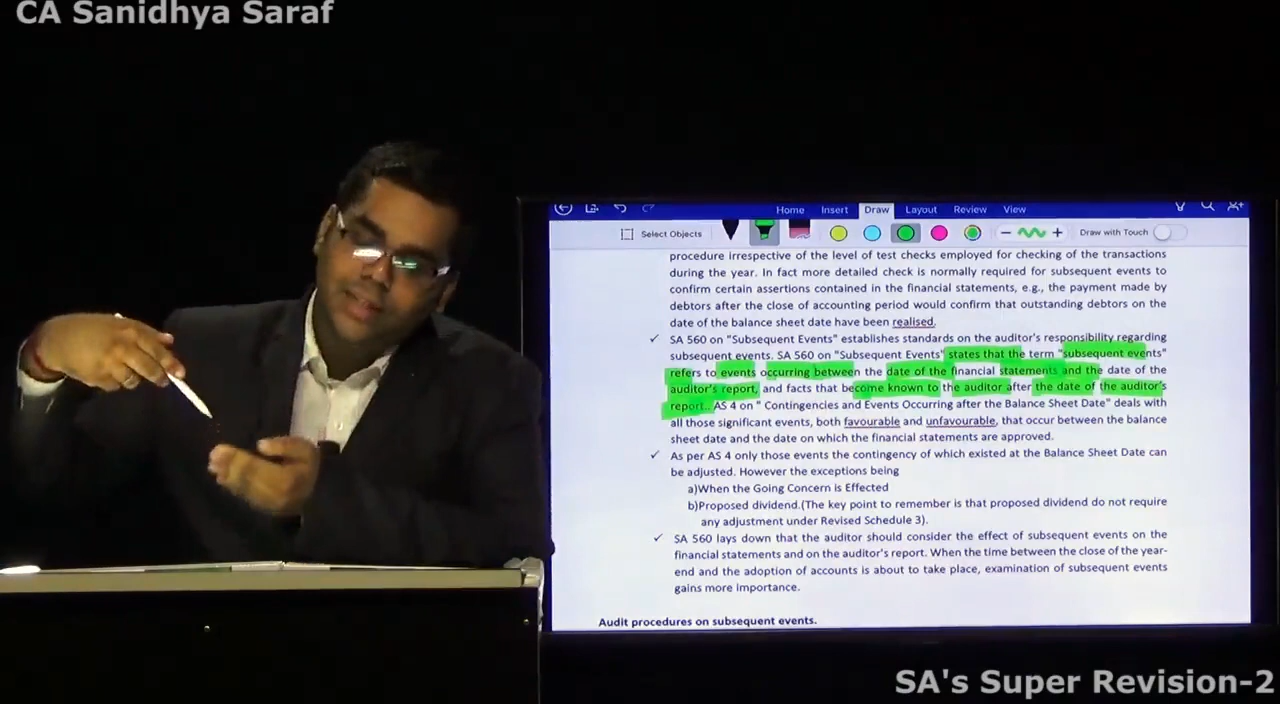 CA Sanidhya Saraf
Home Insert Draw Layout Review View
Select Objects
Draw with Touch
procedure irrespective of the level of test checks employed for checking of the transactions
during the year. In fact more detailed check is normally required for subsequent events to
confirm certain assertions contained in the financial statements, e.g., the payment made by
debtors after the close of accounting period would confirm that outstanding debtors on the
date of the balance sheet date have been realised.
✓ SA 560 on "Subsequent Events" establishes standards on the auditor's responsibility regarding
subsequent events. SA 560 on "Subsequent Events" states that the term "subsequent events"
refers to events occurring between the date of the financial statements and the date of the
auditor's report, and facts that become known to the auditor after the date of the auditor's
report.. AS 4 on " Contingencies and Events Occurring after the Balance Sheet Date" deals with
all those significant events, both favourable and unfavourable, that occur between the balance
sheet date and the date on which the financial statements are approved.
✓ As per AS 4 only those events the contingency of which existed at the Balance Sheet Date can
be adjusted. However the exceptions being
a)When the Going Concern is Effected
b)Proposed dividend.(The key point to remember is that proposed dividend do not require
any adjustment under Revised Schedule 3).
✓ SA 560 lays down that the auditor should consider the effect of subsequent events on the
financial statements and on the auditor's report. When the time between the close of the year-
end and the adoption of accounts is about to take place, examination of subsequent events
gains more importance.
Audit procedures on subsequent events.
SA's Super Revision-2